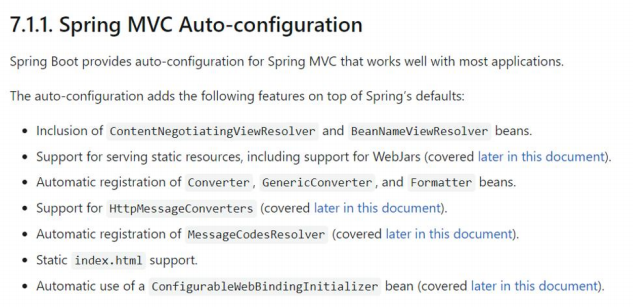 7.1.1. Spring MVC Auto-configuration
Spring Boot provides auto-configuration for Spring MVC that works well with most applications.
The auto-configuration adds the following features on top of Spring's defaults:
• Inclusion of ContentNegotiatingViewResolver and BeanNameViewResolver beans.
• Support for serving static resources, including support for WebJars (covered later in this document).
• Automatic registration of Converter, GenericConverter, and Formatter beans.
• Support for HttpMessageConverters (covered later in this document).
• Automatic registration of MessageCodesResolver (covered later in this document).
• Static index.html support.
• Automatic use of a ConfigurableWebBindingInitializer bean (covered later in this document).